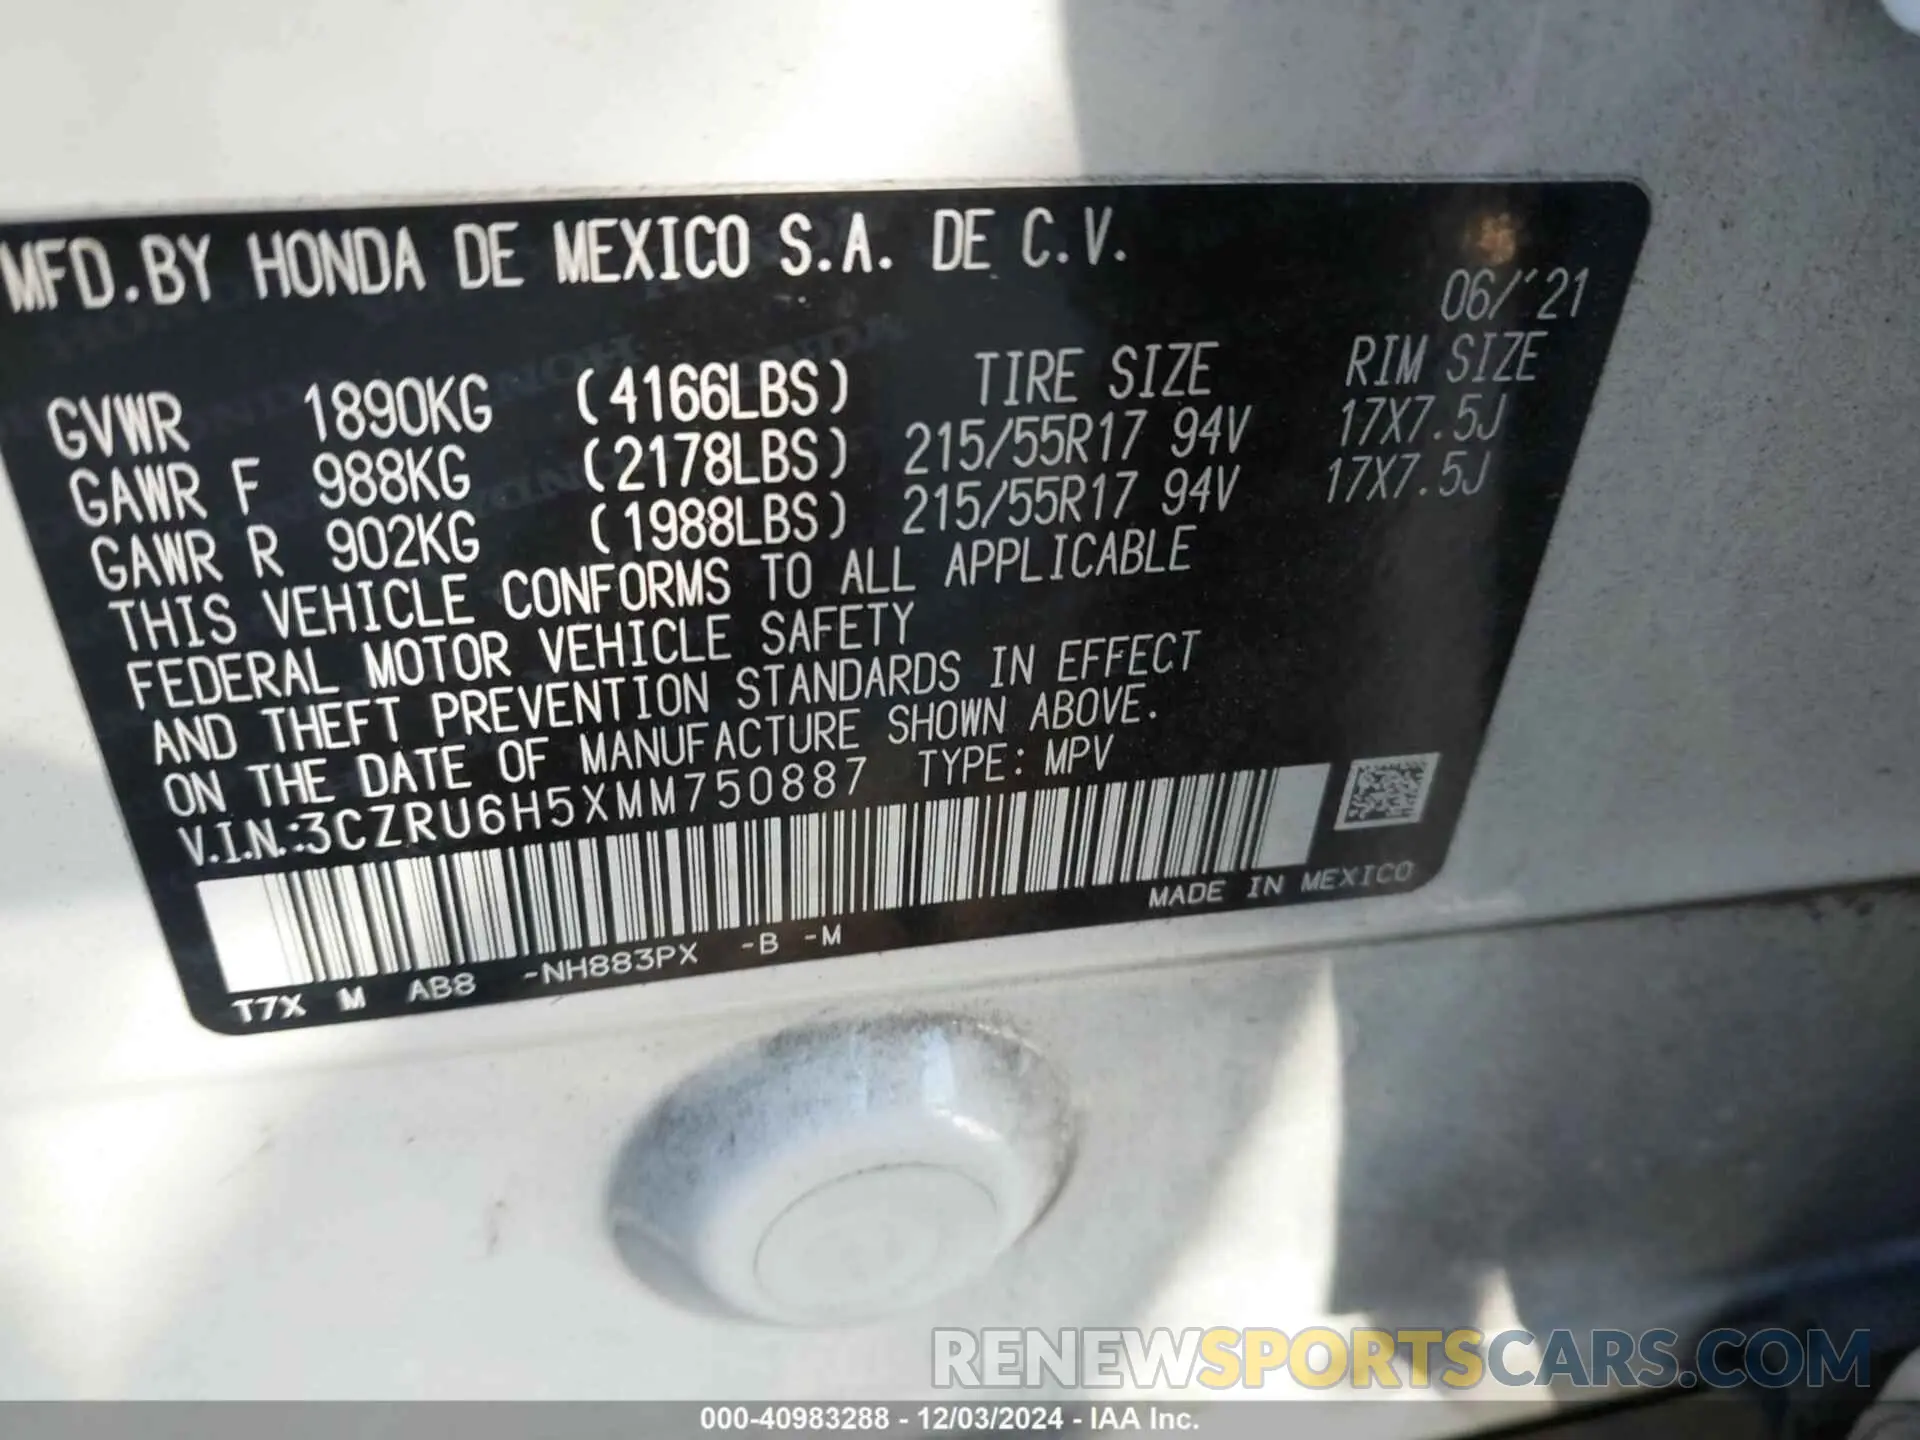 MFD.BY HONDA DE MEXICO S.A. DE C.V.
06/'21
GVWR 1890KG (4166LBS) TIRE SIZE RIM SIZE
GAWR F 988KG (2178LBS) 215/55R17 94V 17X7.5J
GAWR R 902KG (1988LBS) 215/55R17 94V 17X7.5J
THIS VEHICLE CONFORMS TO ALL APPLICABLE
FEDERAL MOTOR VEHICLE SAFETY
AND THEFT PREVENTION STANDARDS IN EFFECT
ON THE DATE OF MANUFACTURE SHOWN ABOVE.
V.I.N.:3CZRU6H5XMM750887 TYPE: MPV
MADE IN MEXICO
T7X M AB8 -NH883PX -B -M
RENEWSPORTSCARS.COM
000-40983288 - 12/03/2024 - IAA Inc.